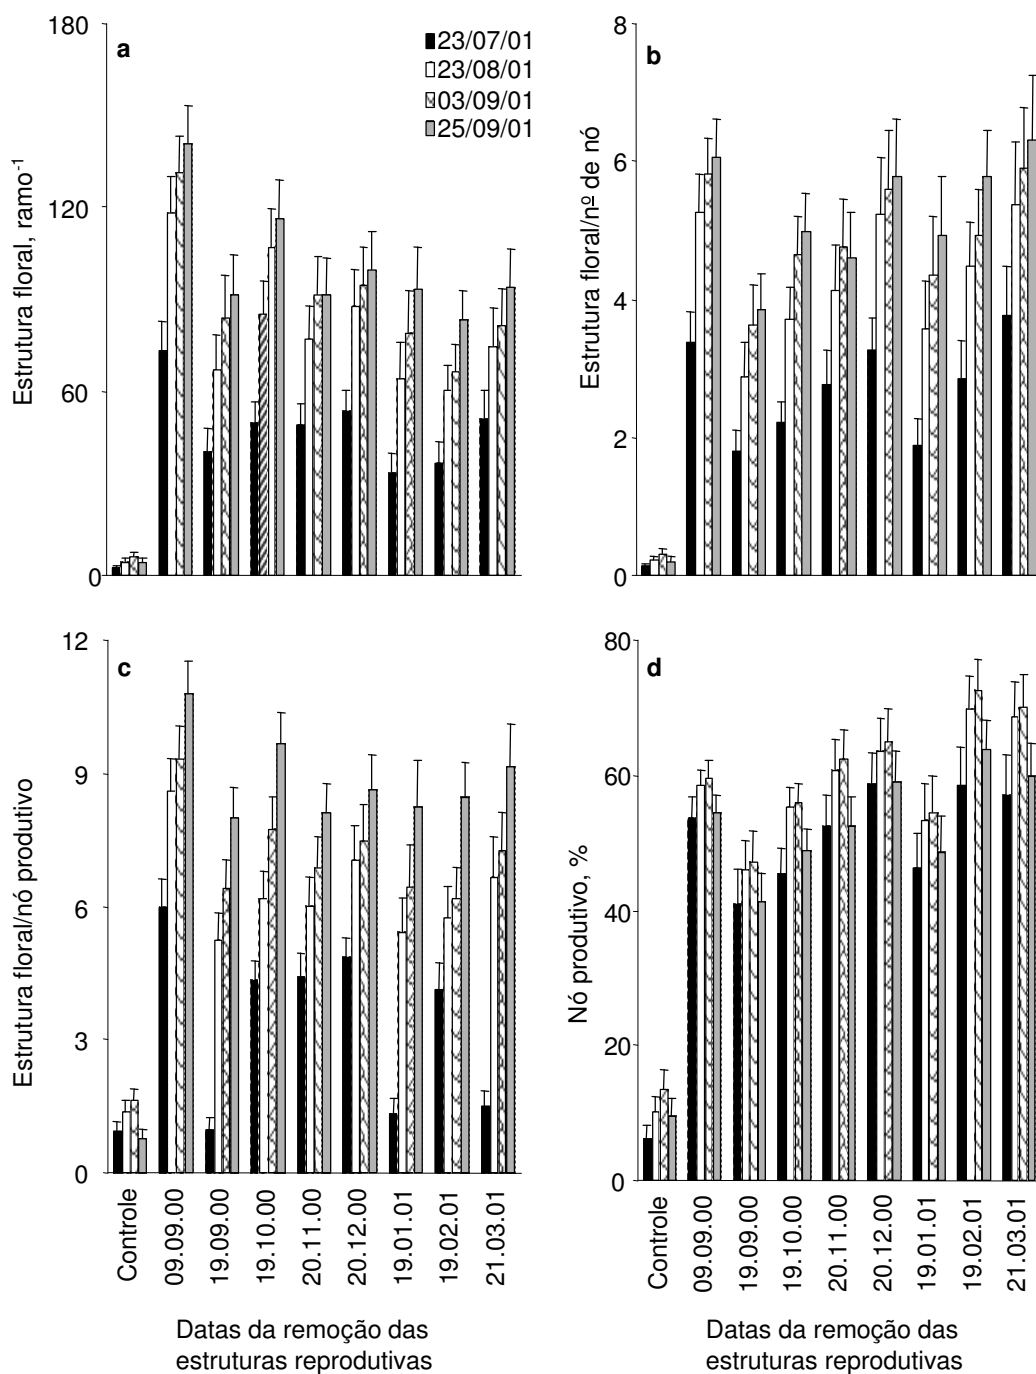 180
120
60
0
Estrutura floral, ramo⁻¹
a
23/07/01
23/08/01
03/09/01
25/09/01
8
6
4
2
0
Estrutura floral/nº de nó
b
12
9
6
3
0
Estrutura floral/nó produtivo
c
Controle
09.09.00
19.09.00
19.10.00
20.11.00
20.12.00
19.01.01
19.02.01
21.03.01
Datas da remoção das
estruturas reprodutivas
80
60
40
20
0
Nó produtivo, %
d
Controle
09.09.00
19.09.00
19.10.00
20.11.00
20.12.00
19.01.01
19.02.01
21.03.01
Datas da remoção das
estruturas reprodutivas